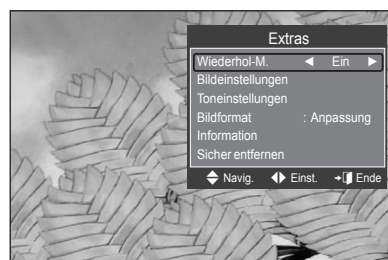 Extras
Wiederhol-M. ◄ Ein ►
Bildeinstellungen
Toneinstellungen
Bildformat : Anpassung
Information
Sicher entfernen
Navig. Einst. Ende